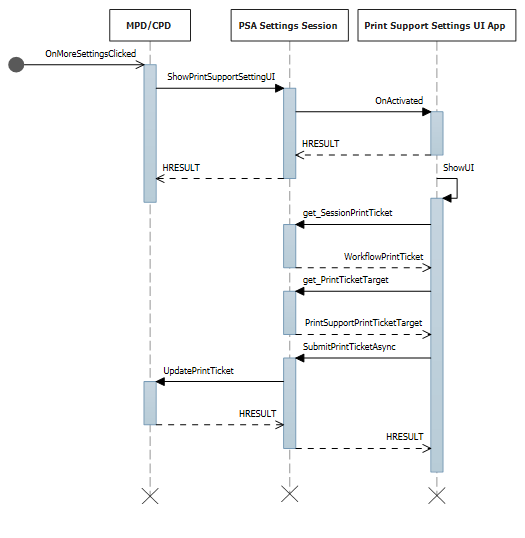 MPD/CPD
PSA Settings Session
Print Support Settings UI App
OnMoreSettingsClicked
ShowPrintSupportSettingUI
OnActivated
HRESULT
HRESULT
ShowUI
get_SessionPrintTicket
WorkflowPrintTicket
get_PrintTicketTarget
PrintSupportPrintTicketTarget
SubmitPrintTicketAsync
UpdatePrintTicket
HRESULT
HRESULT